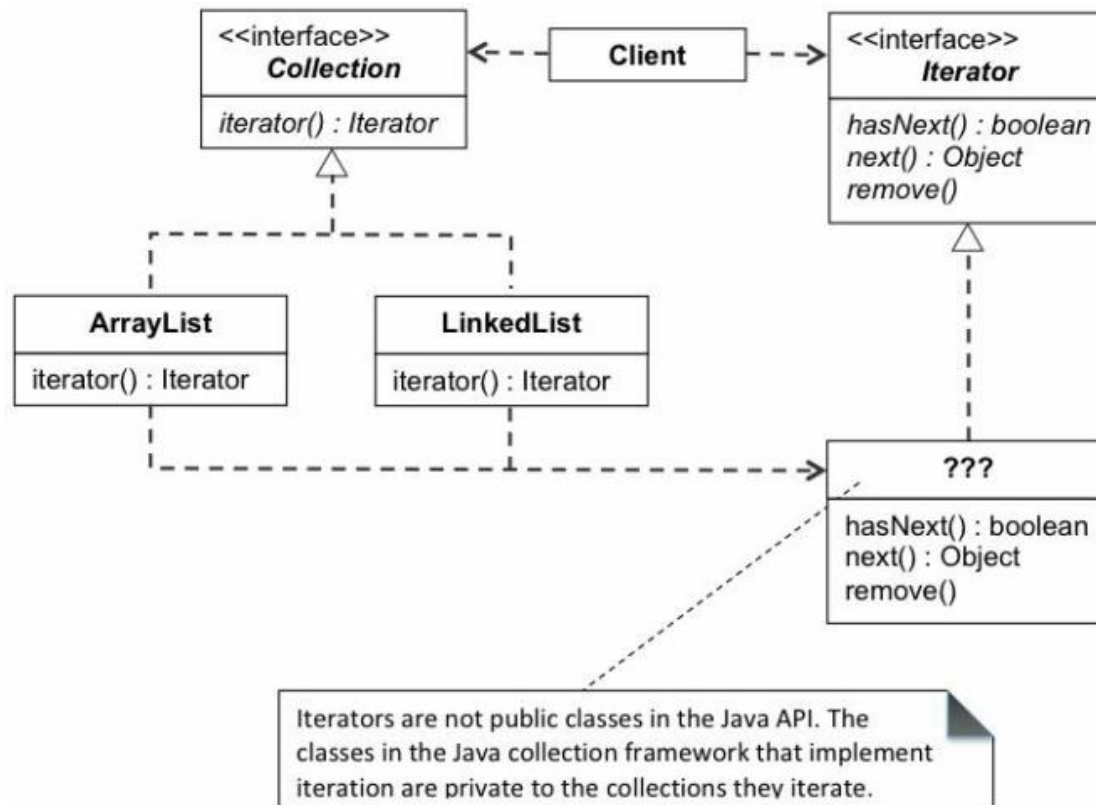 <<interface>>
Collection
iterator() : Iterator
Client
<<interface>>
Iterator
hasNext() : boolean
next() : Object
remove()
ArrayList
iterator() : Iterator
LinkedList
iterator() : Iterator
???
hasNext() : boolean
next() : Object
remove()
Iterators are not public classes in the Java API. The
classes in the Java collection framework that implement
iteration are private to the collections they iterate.